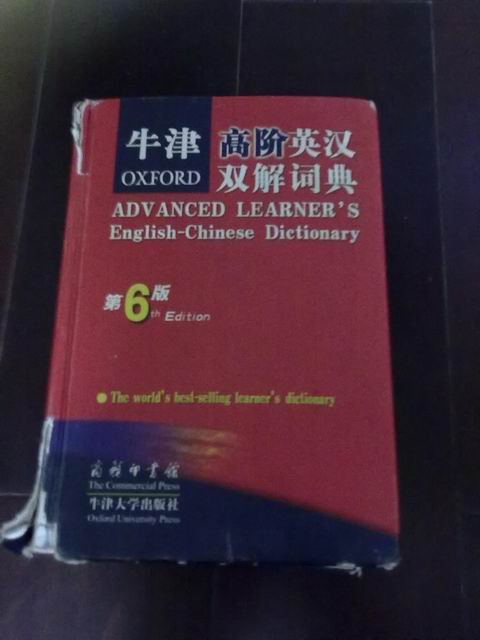 牛津 高阶英汉
OXFORD 双解词典
ADVANCED LEARNER'S
English-Chinese Dictionary
第6版
th Edition
The world's best-selling learner's dictionary
商务印书馆
The Commercial Press
牛津大学出版社
Oxford University Press